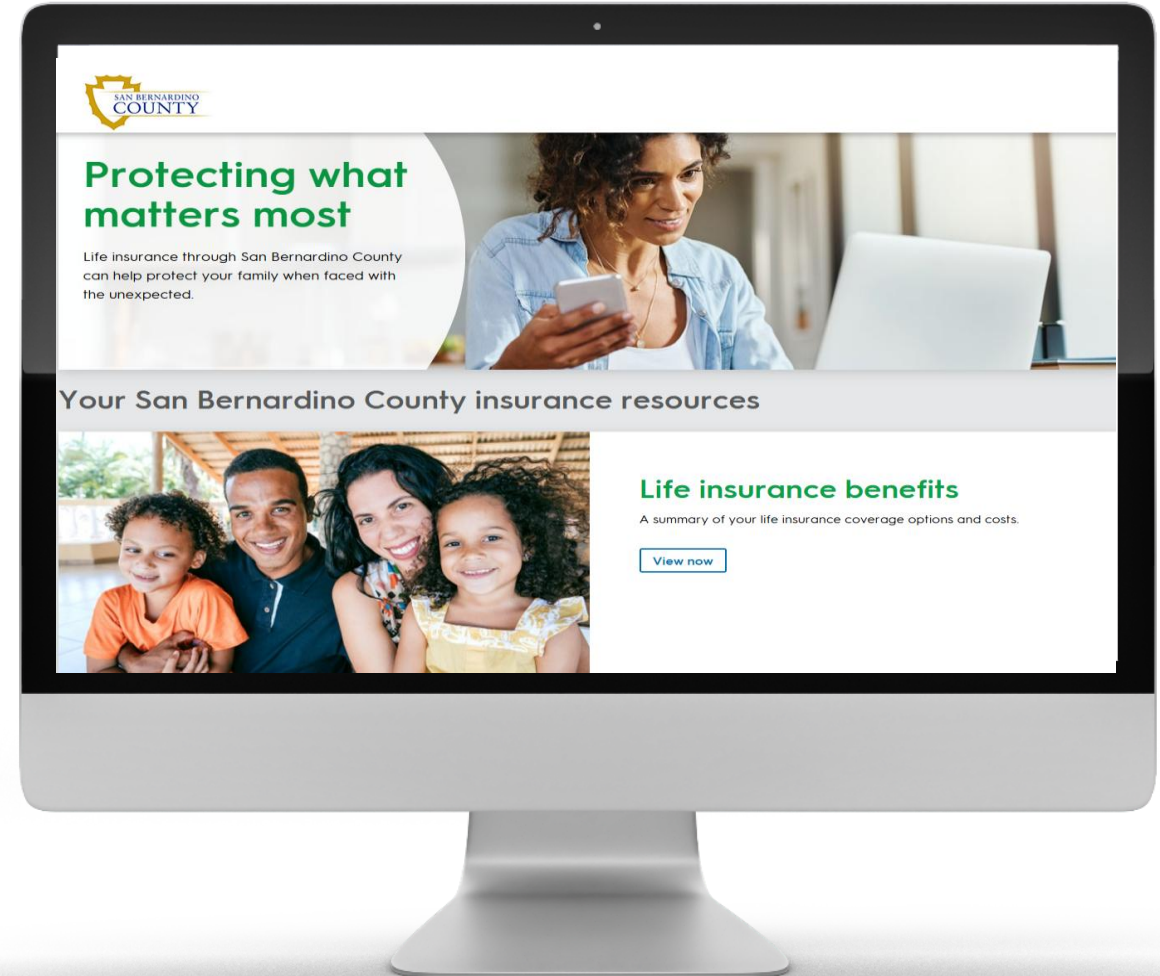 SAN BERNARDINO
COUNTY
Protecting what
matters most
Life insurance through San Bernardino County
can help protect your family when faced with
the unexpected.
Your San Bernardino County insurance resources
Life insurance benefits
A summary of your life insurance coverage options and costs.
View now